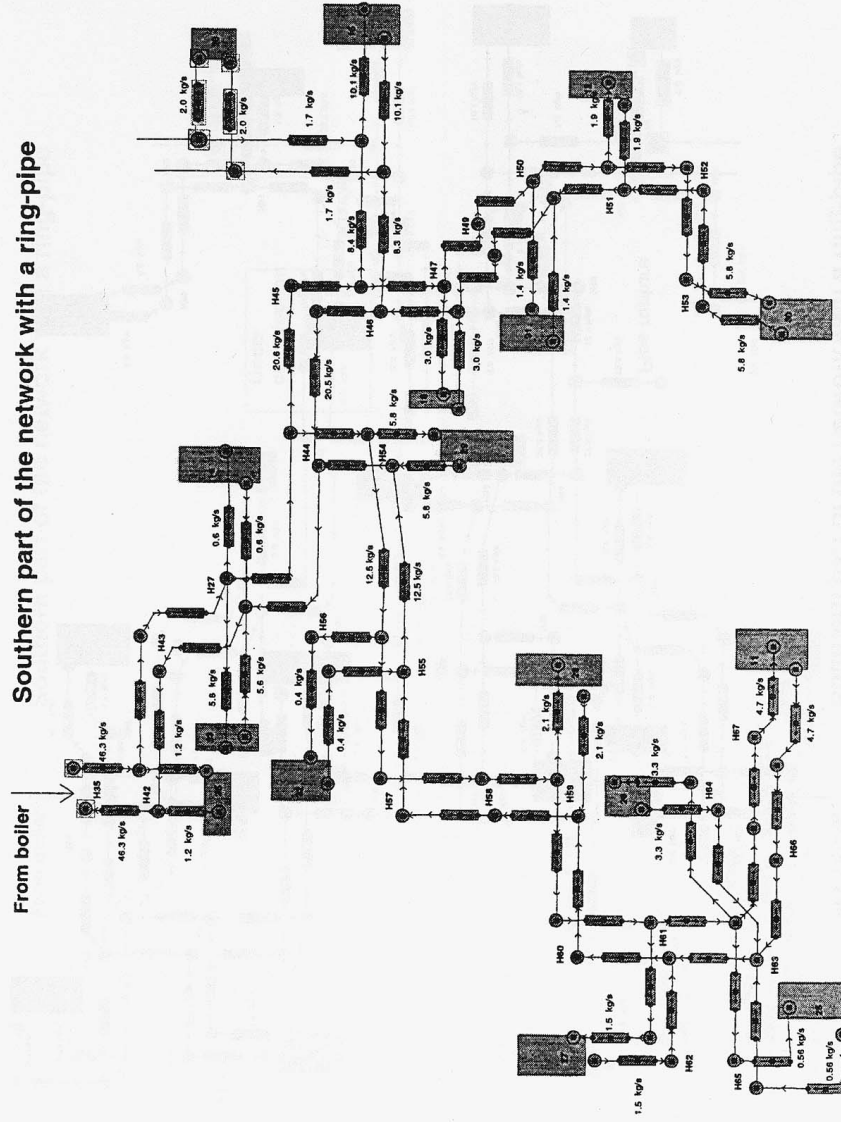 Southern part of the network with a ring-pipe
From boiler
H35
46.3 kg/s
46.3 kg/s
H42
1.2 kg/s
1.2 kg/s
H43
H27
0.6 kg/s
0.6 kg/s
5.6 kg/s
H44
20.6 kg/s
20.5 kg/s
H45
H46
8.4 kg/s
8.3 kg/s
1.7 kg/s
1.7 kg/s
2.0 kg/s
2.0 kg/s
10.1 kg/s
10.1 kg/s
H47
3.0 kg/s
3.0 kg/s
H49
H50
1.4 kg/s
1.4 kg/s
H51
1.9 kg/s
1.9
H52
H53
5.8 kg/s
5.8 kg/s
H54
5.8 kg/s
5.8 kg/s
12.5 kg/s
12.5 kg/s
H55
H56
0.4 kg/s
0.4 kg/s
H57
H58
H59
2.1 kg/s
2.1 kg/s
H60
H61
H62
1.5 kg/s
1.5 kg/s
27
H63
H64
3.3 kg/s
3.3 kg/s
H65
0.56 kg/s
0.56 kg/s
H66
H67
4.7 kg/s
4.7 kg/s
11